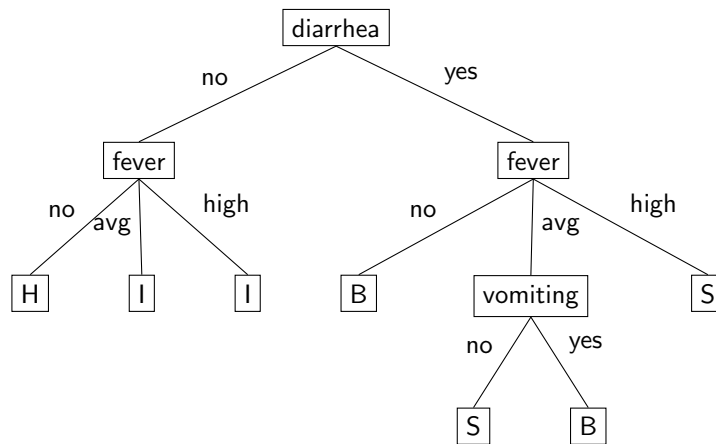 diarrhea
no yes
fever fever
no avg high no avg high
H I I B vomiting S
no yes
S B